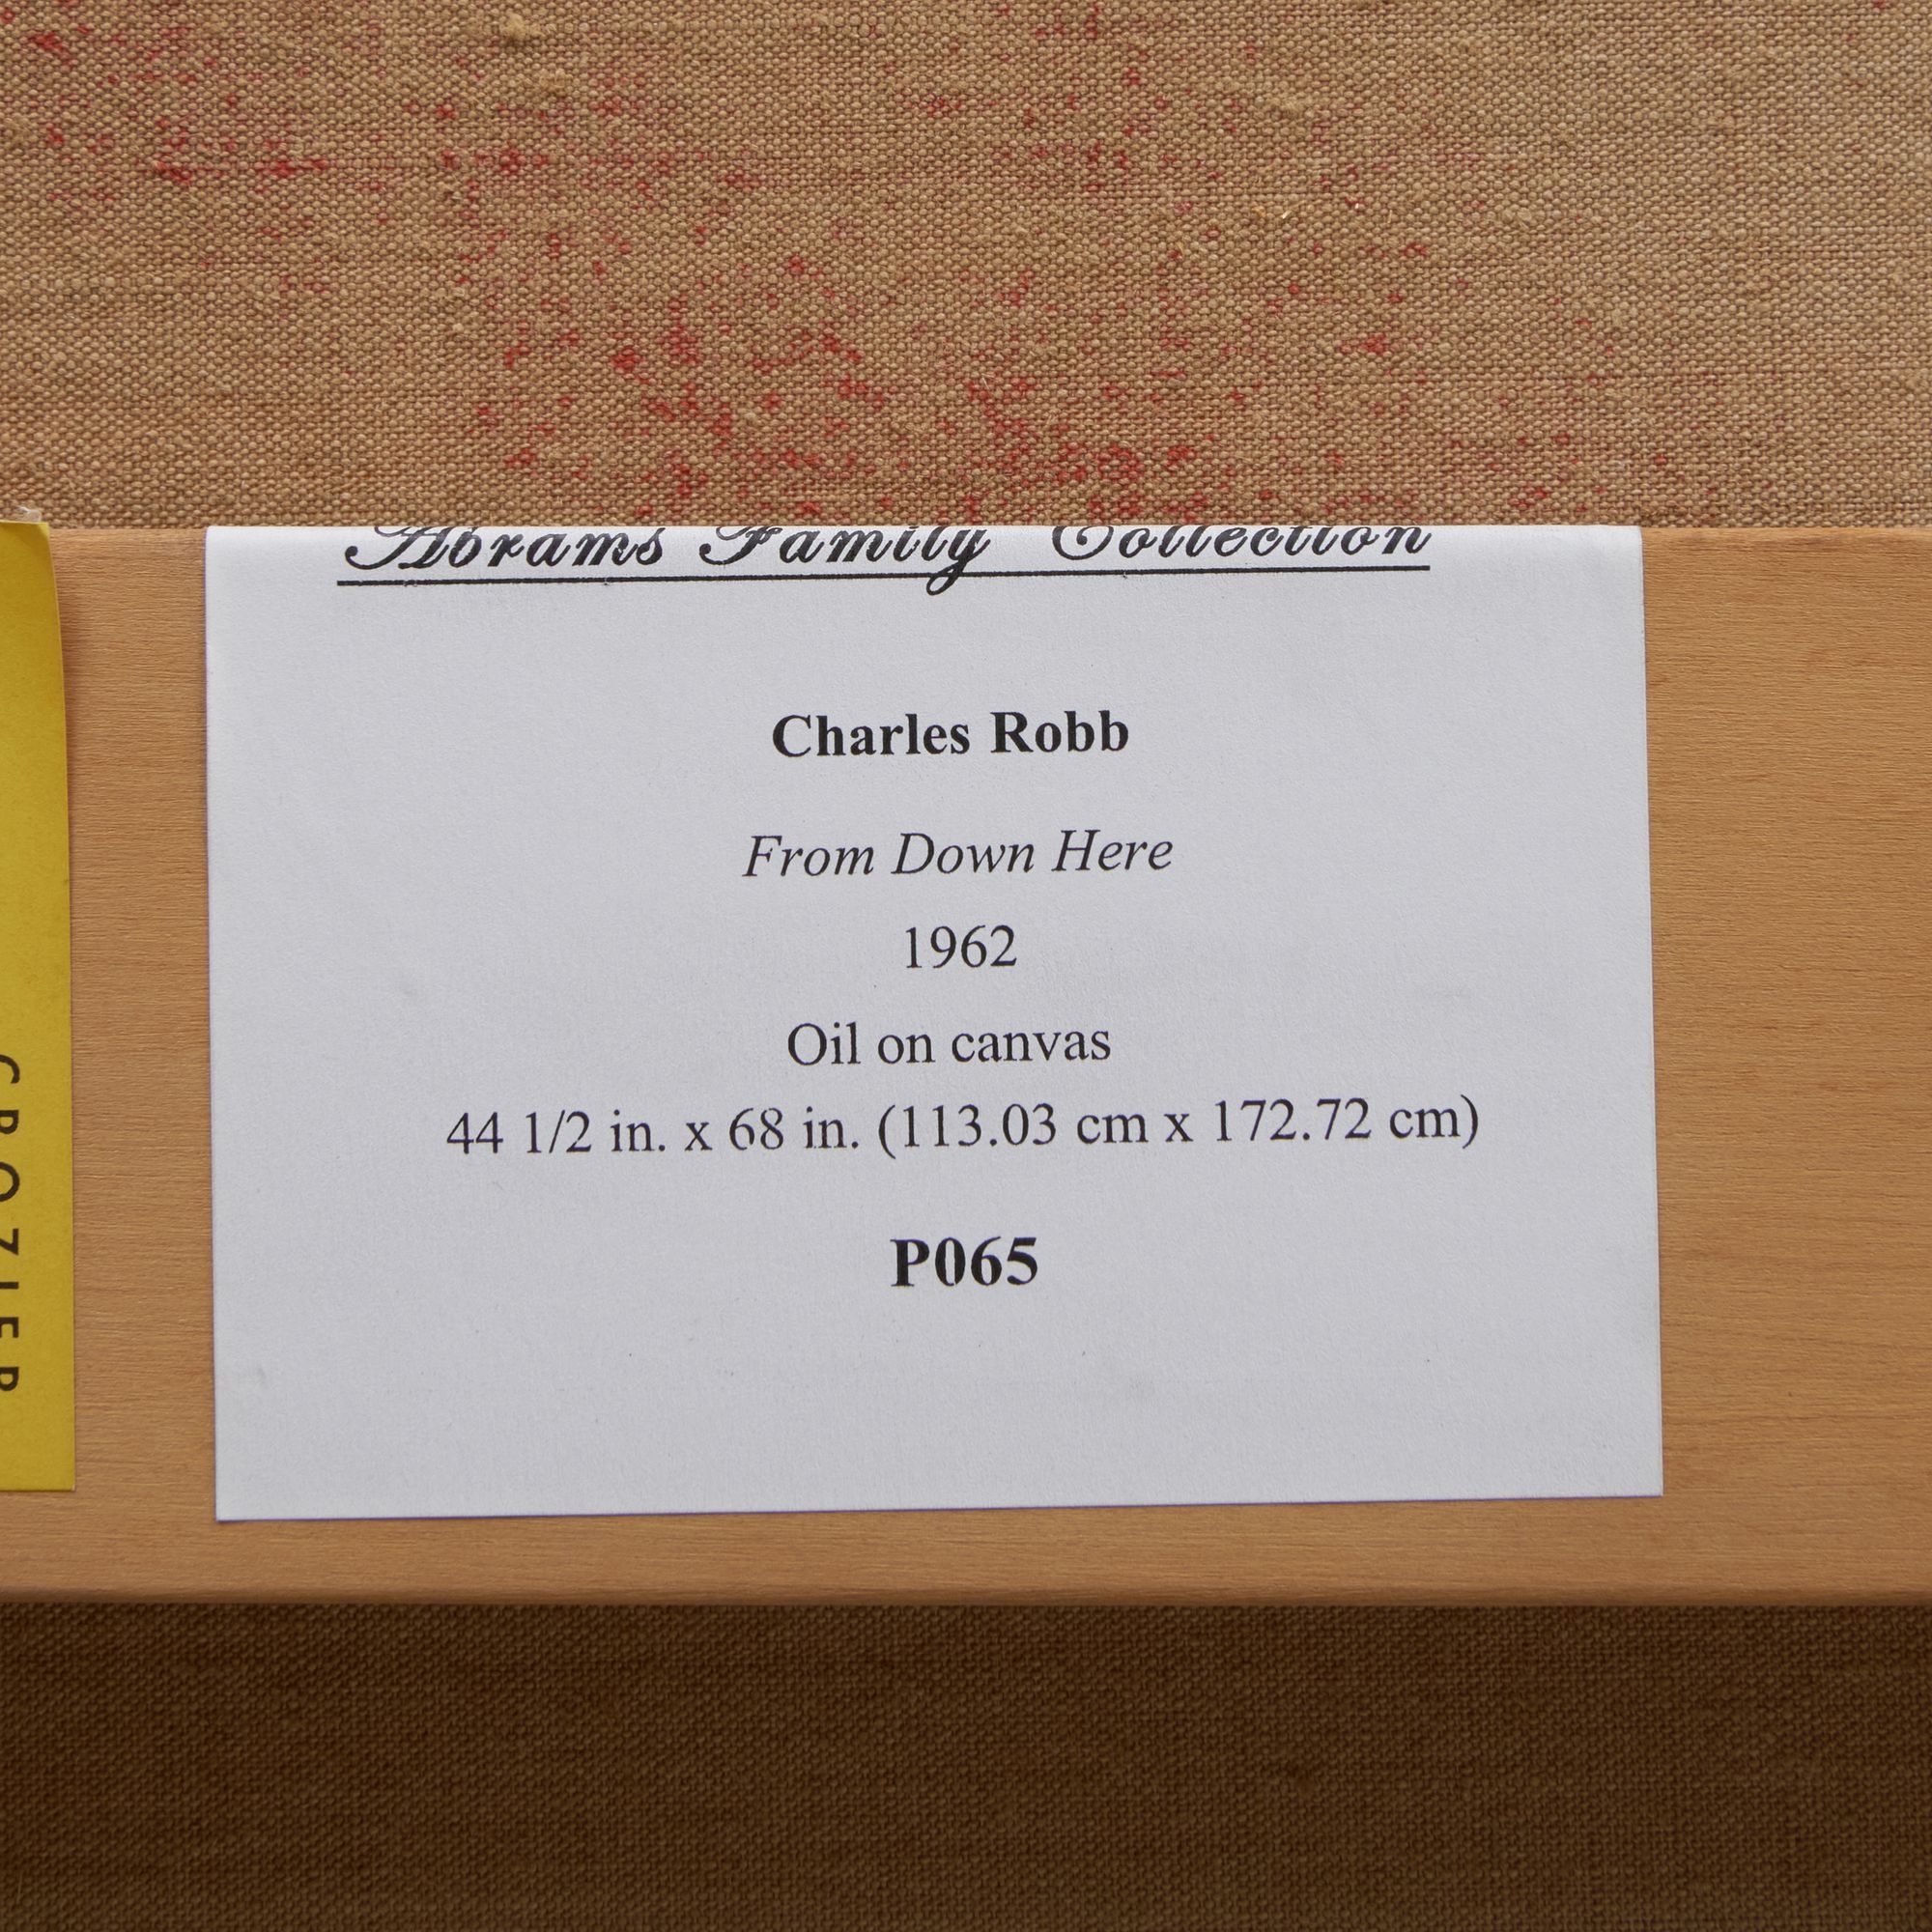 Abrams Family Collection
Charles Robb
From Down Here
1962
Oil on canvas
44 1/2 in. x 68 in. (113.03 cm x 172.72 cm)
P065
CROZIER